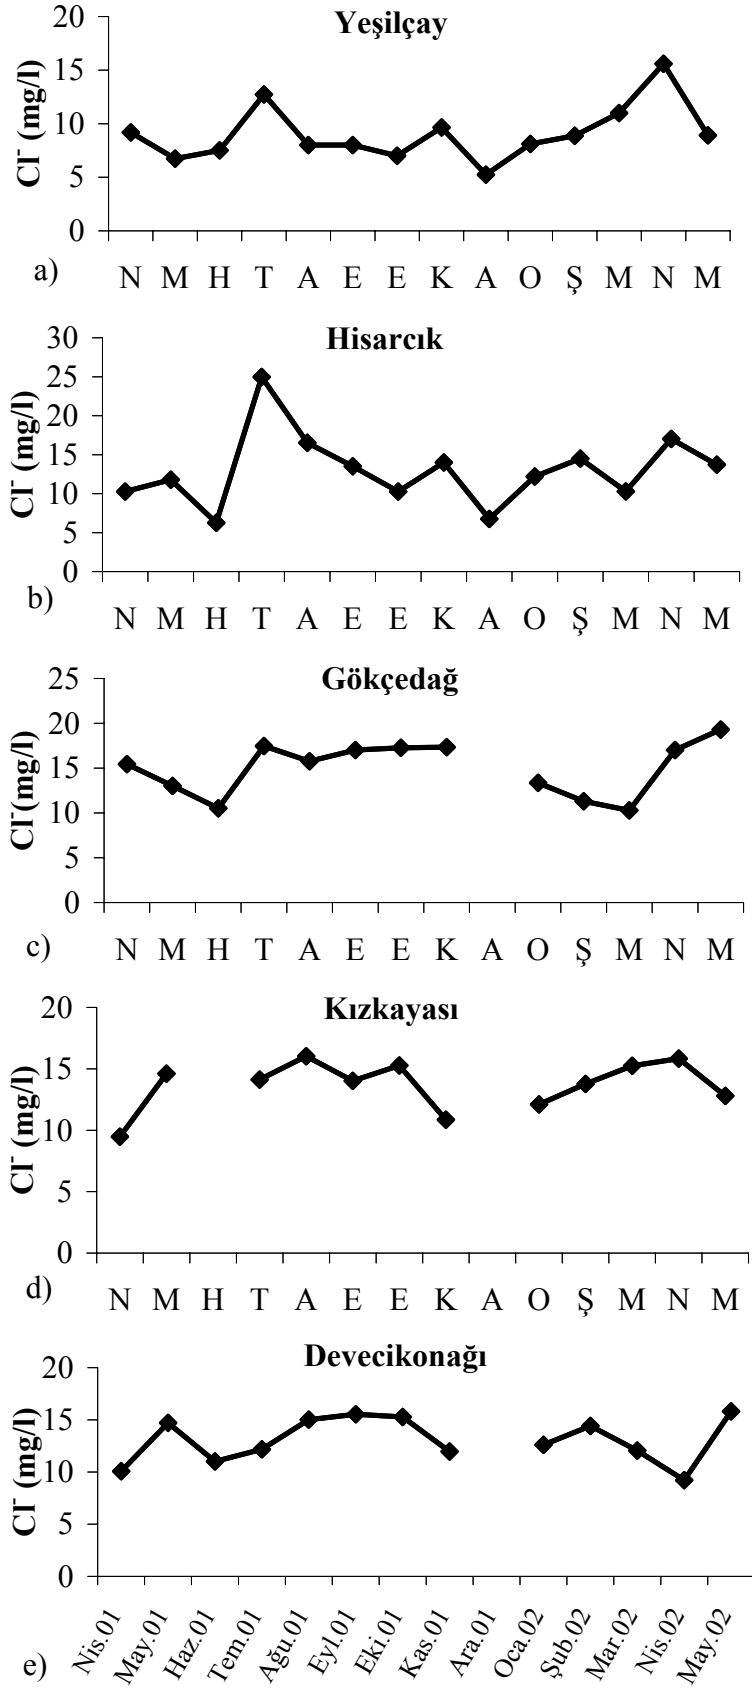 Yeşilçay
Cl⁻ (mg/l)
20
15
10
5
0
a)
N M H T A E E K A O Ş M N M
Hisarcık
Cl⁻ (mg/l)
30
25
20
15
10
5
0
b)
N M H T A E E K A O Ş M N M
Gökçedağ
Cl⁻(mg/l)
25
20
15
10
5
0
c)
N M H T A E E K A O Ş M N M
Kızkayası
Cl⁻ (mg/l)
20
15
10
5
0
d)
N M H T A E E K A O Ş M N M
Devecikonağı
Cl⁻ (mg/l)
20
15
10
5
0
e)
Nis.01 May.01 Haz.01 Tem.01 Ağu.01 Eyl.01 Eki.01 Kas.01 Ara.01 Oca.02 Şub.02 Mar.02 Nis.02 May.02